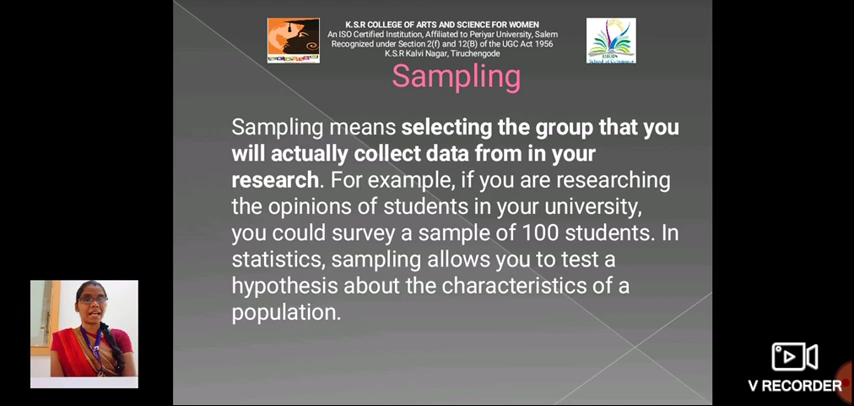 K.S.R COLLEGE OF ARTS AND SCIENCE FOR WOMEN
An ISO Certified Institution, Affiliated to Periyar University, Salem
Recognized under Section 2(f) and 12(B) of the UGC Act 1956
K.S.R Kalvi Nagar, Tiruchengode
Sampling
Sampling means selecting the group that you
will actually collect data from in your
research. For example, if you are researching
the opinions of students in your university,
you could survey a sample of 100 students. In
statistics, sampling allows you to test a
hypothesis about the characteristics of a
population.
V RECORDER